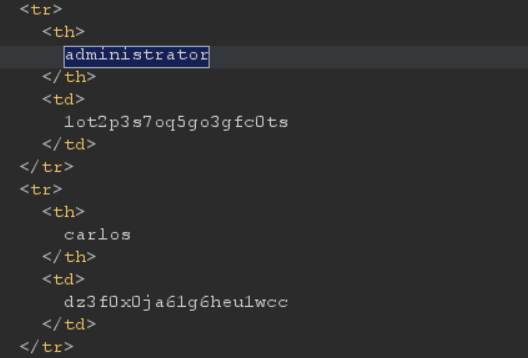 <tr>
<th>
administrator
</th>
<td>
1ot2p3s7oq5go3gfc0ts
</td>
</tr>
<tr>
<th>
carlos
</th>
<td>
dz3f0x0ja61g6heu1wcc
</td>
</tr>